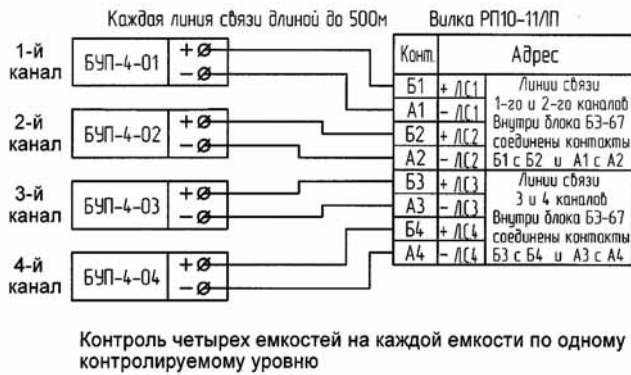 Каждая линия связи длиной до 500м
Вилка РП10-11/ЛП
1-й
канал
БУП-4-01
+
-
2-й
канал
БУП-4-02
+
-
3-й
канал
БУП-4-03
+
-
4-й
канал
БУП-4-04
+
-
Конт.
Адрес
Б1 + ЛС1
А1 - ЛС1
Б2 + ЛС2
А2 - ЛС2
Линии связи
1-го и 2-го каналов
Внутри блока БЭ-67
соединены контакты
Б1 с Б2 и А1 с А2
Б3 + ЛС3
А3 - ЛС3
Б4 + ЛС4
А4 - ЛС4
Линии связи
3 и 4 каналов
Внутри блока БЭ-67
соединены контакты
Б3 с Б4 и А3 с А4
Контроль четырех емкостей на каждой емкости по одному
контролируемому уровню